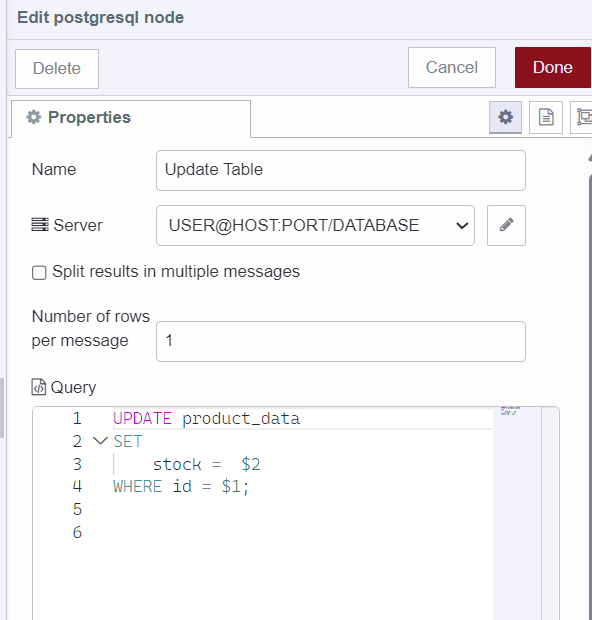 Edit postgresql node
Delete
Cancel
Done
Properties
Name
Update Table
Server
USER@HOST:PORT/DATABASE
Split results in multiple messages
Number of rows
per message
1
Query
1 UPDATE product_data
2 SET
3 stock = $2
4 WHERE id = $1;
5
6